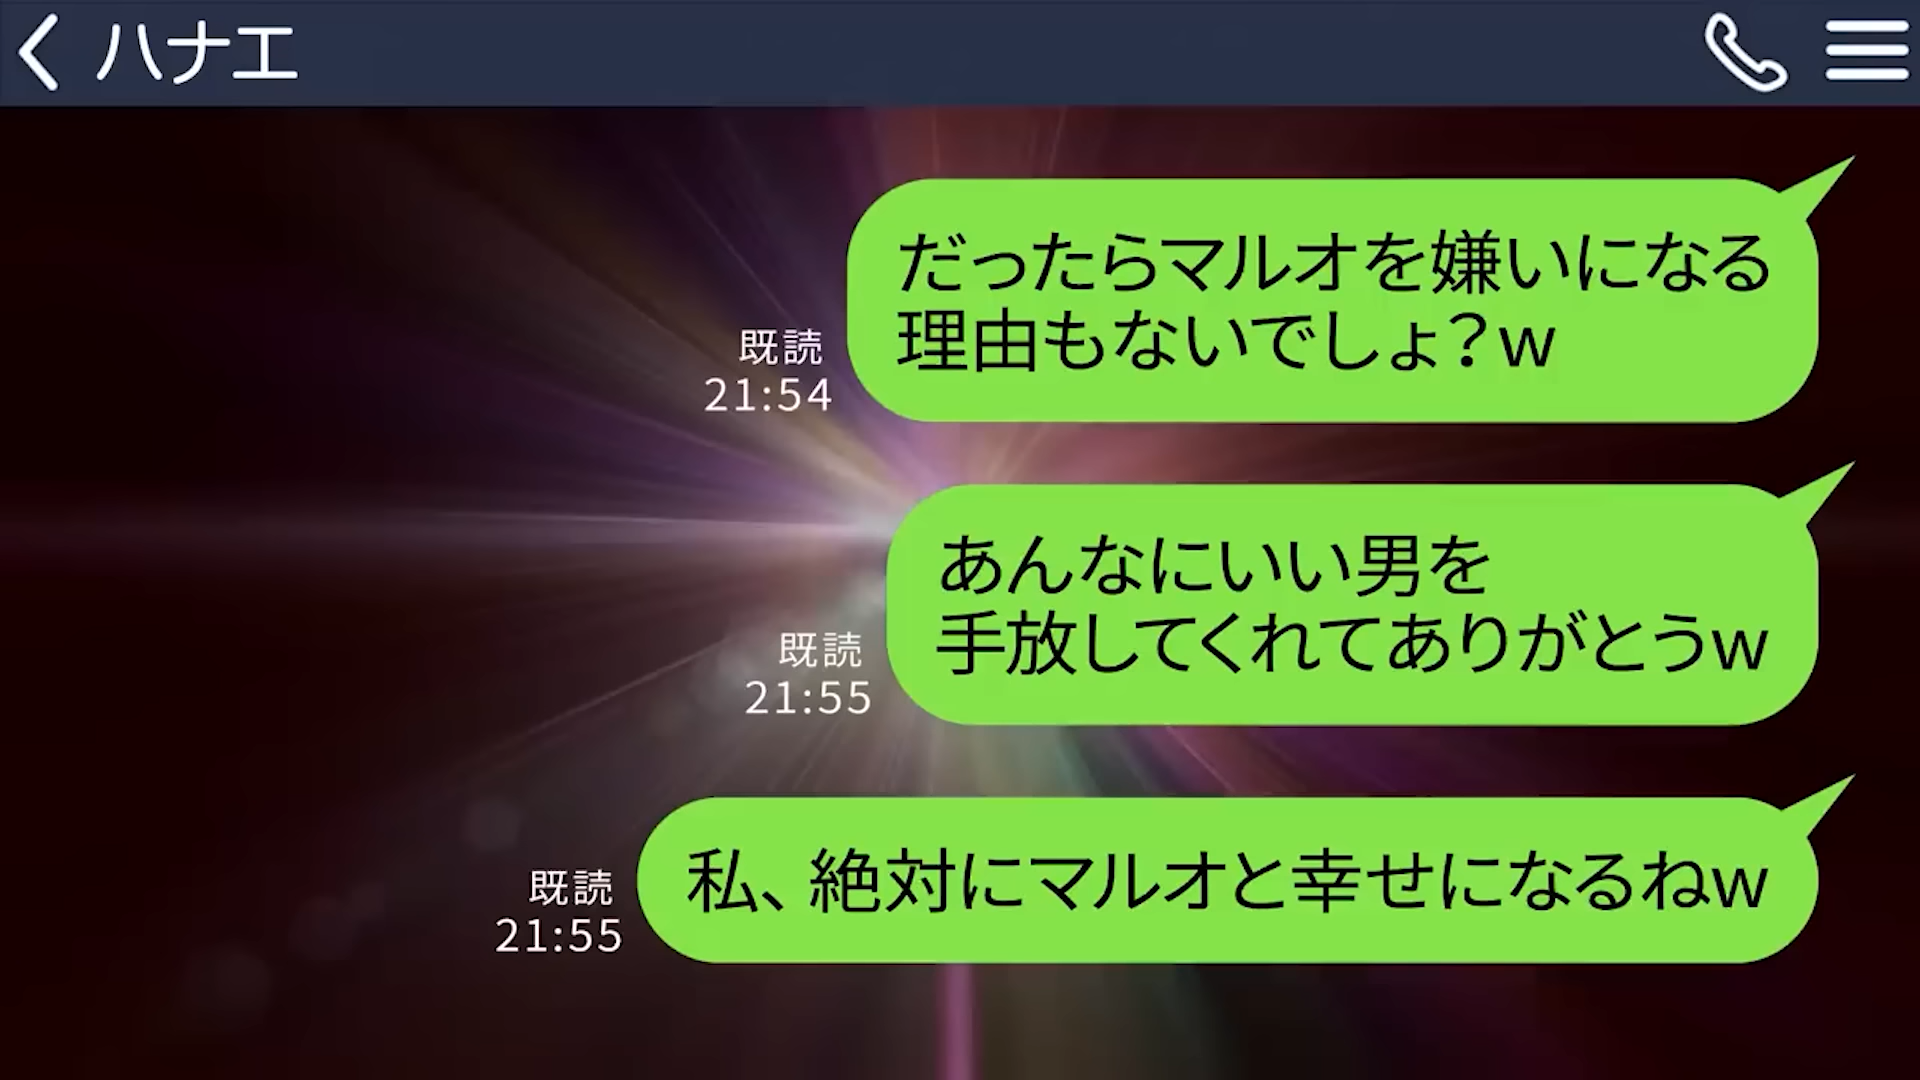 ハナエ
だったらマルオを嫌いになる
理由もないでしょ？w
既読
21:54
あんなにいい男を
手放してくれてありがとうw
既読
21:55
私、絶対にマルオと幸せになるねw
既読
21:55